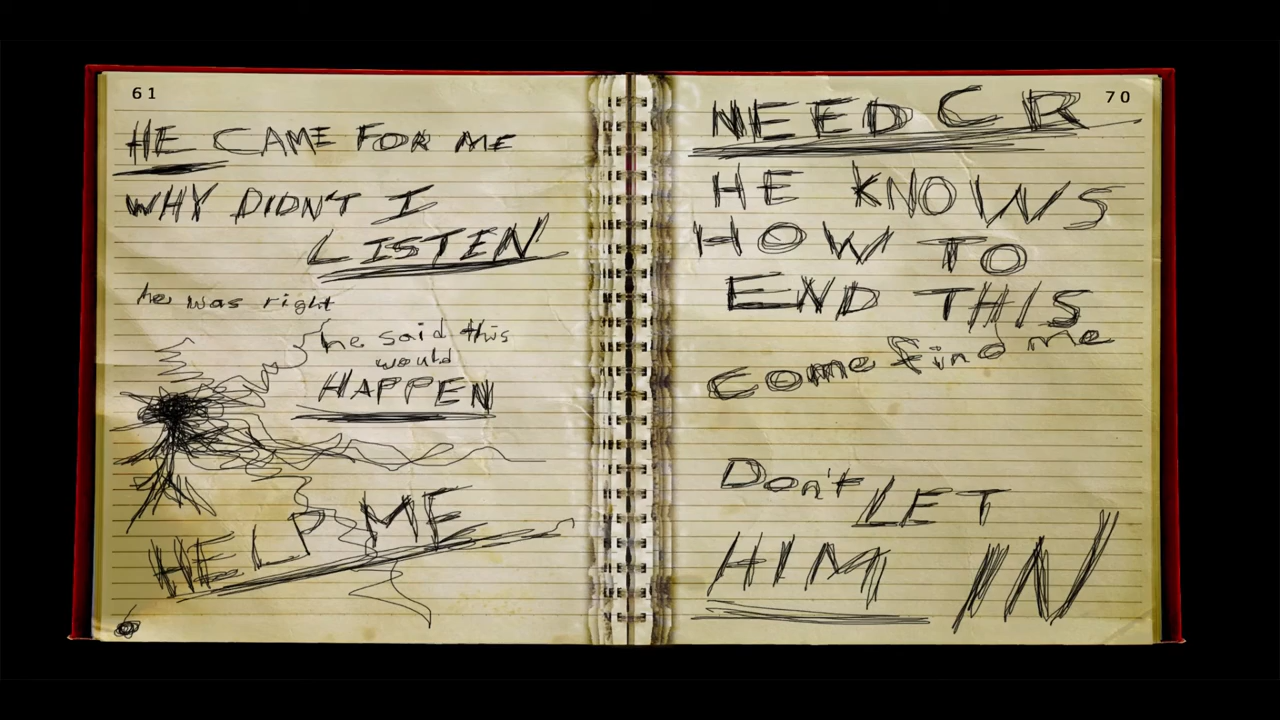 61
HE CAME FOR ME
WHY DIDN'T I
LISTEN
he was right
he said this
would
HAPPEN
HELP ME
70
NEED CR
HE KNOWS
HOW TO
END THIS
come find me
Don't LET
HIM IN